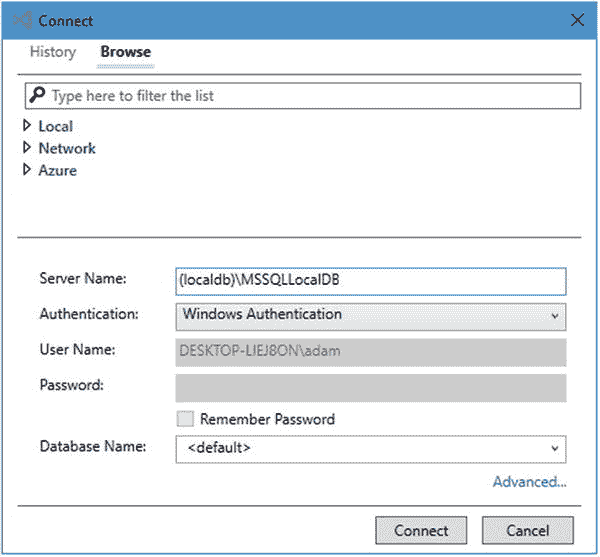 Connect
History Browse
Type here to filter the list
Local
Network
Azure
Server Name: (localdb)\MSSQLLocalDB
Authentication: Windows Authentication
User Name: DESKTOP-LIEJ8ON\adam
Password:
Remember Password
Database Name: <default>
Advanced...
Connect Cancel